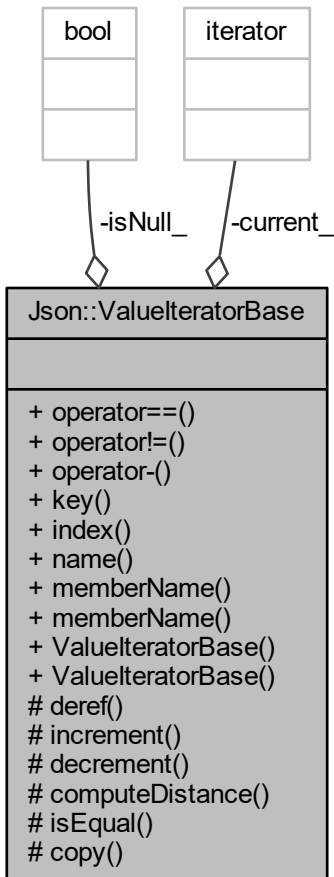 bool
iterator
-isNull_
-current_
Json::ValueIteratorBase
+ operator==()
+ operator!=()
+ operator-()
+ key()
+ index()
+ name()
+ memberName()
+ memberName()
+ ValueIteratorBase()
+ ValueIteratorBase()
# deref()
# increment()
# decrement()
# computeDistance()
# isEqual()
# copy()